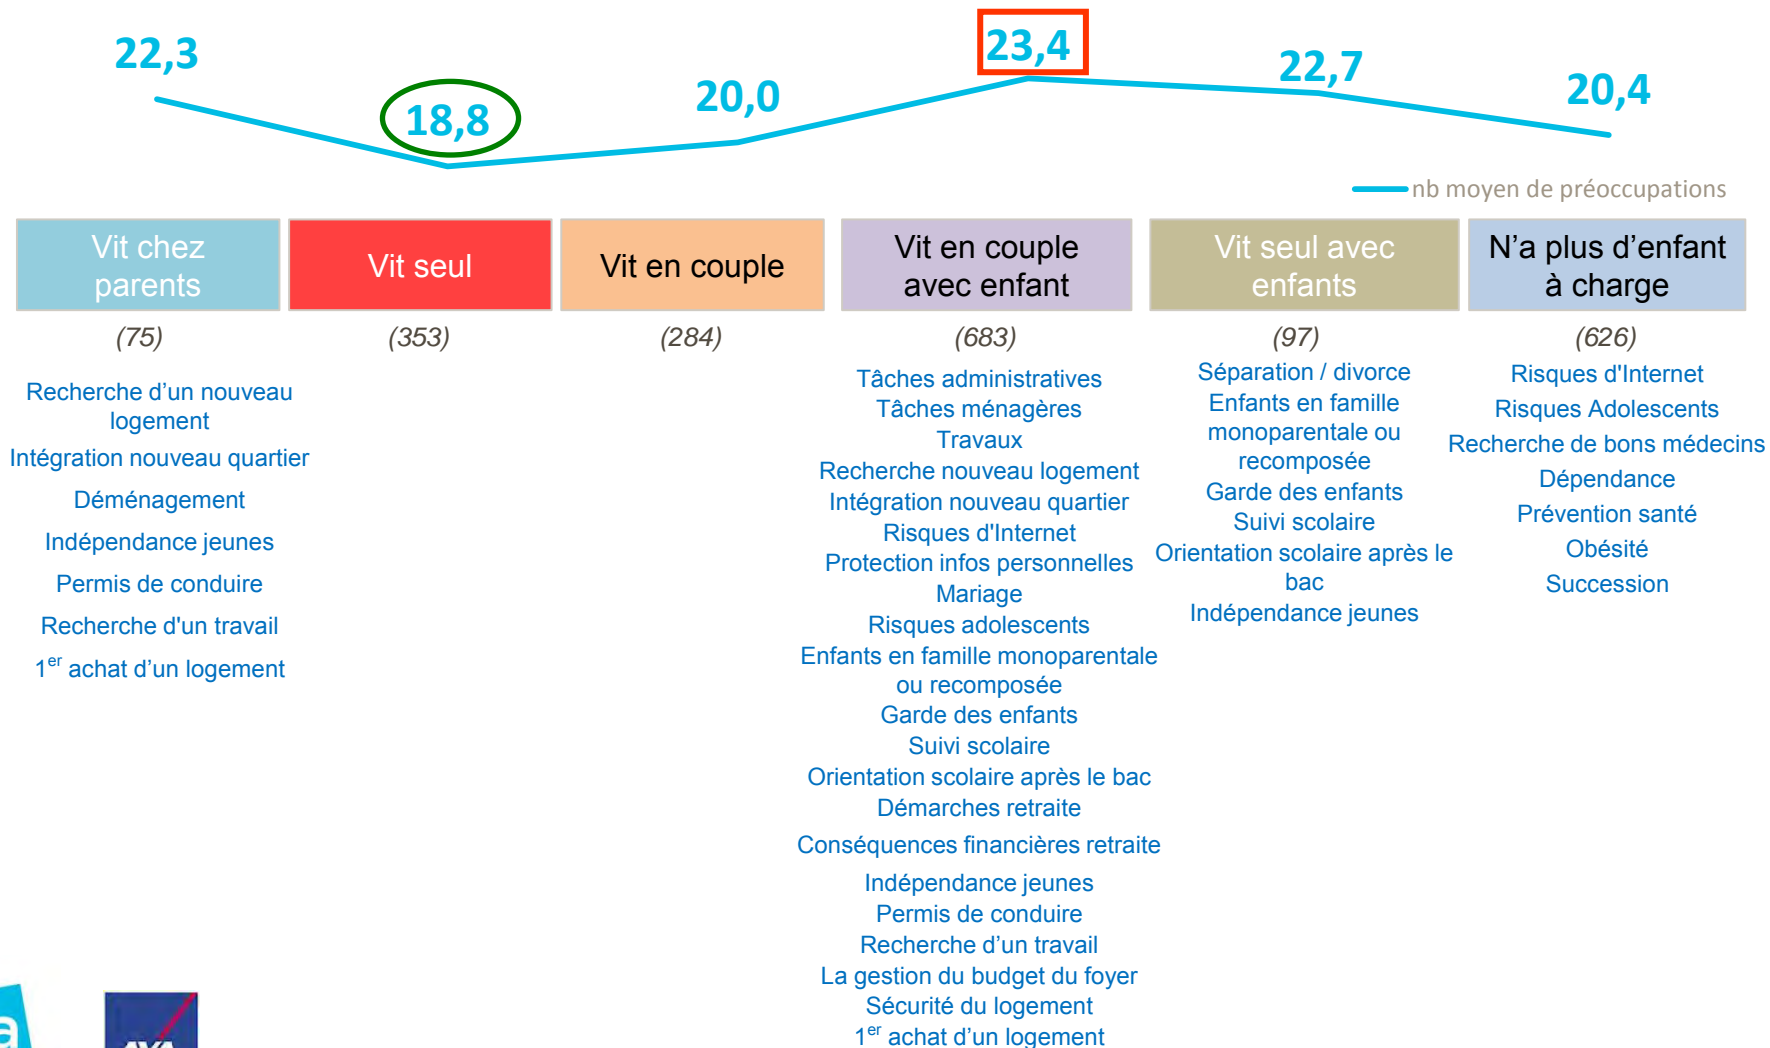 22,3
18,8
20,0
23,4
22,7
20,4
nb moyen de préoccupations
Vit chez
parents
Vit seul
Vit en couple
Vit en couple
avec enfant
Vit seul avec
enfants
N'a plus d'enfant
à charge
(75)
(353)
(284)
(683)
(97)
(626)
Recherche d'un nouveau
logement
Intégration nouveau quartier
Déménagement
Indépendance jeunes
Permis de conduire
Recherche d'un travail
1er achat d'un logement
Tâches administratives
Tâches ménagères
Travaux
Recherche nouveau logement
Intégration nouveau quartier
Risques d'Internet
Protection infos personnelles
Mariage
Risques adolescents
Enfants en famille monoparentale
ou recomposée
Garde des enfants
Suivi scolaire
Orientation scolaire après le bac
Démarches retraite
Conséquences financières retraite
Indépendance jeunes
Permis de conduire
Recherche d'un travail
La gestion du budget du foyer
Sécurité du logement
1er achat d'un logement
Séparation / divorce
Enfants en famille
monoparentale ou
recomposée
Garde des enfants
Suivi scolaire
Orientation scolaire après le
bac
Indépendance jeunes
Risques d'Internet
Risques Adolescents
Recherche de bons médecins
Dépendance
Prévention santé
Obésité
Succession
a
AXA